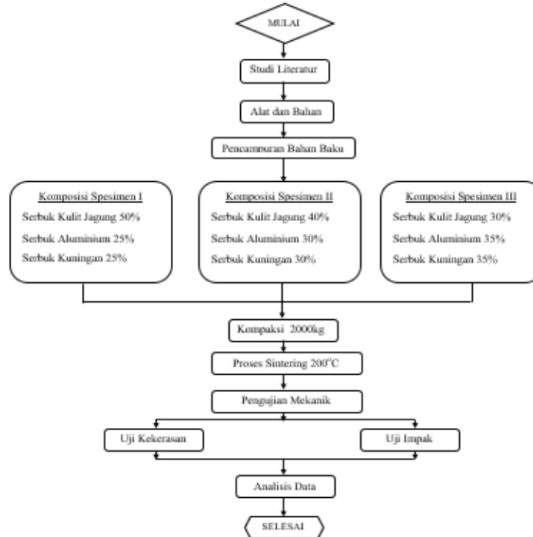 MULAI
Studi Literatur
Alat dan Bahan
Pencampuran Bahan Baku
Komposisi Spesimen I
Serbuk Kulit Jagung 50%
Serbuk Aluminium 25%
Serbuk Kuningan 25%
Komposisi Spesimen II
Serbuk Kulit Jagung 40%
Serbuk Aluminium 30%
Serbuk Kuningan 30%
Komposisi Spesimen III
Serbuk Kulit Jagung 30%
Serbuk Aluminium 35%
Serbuk Kuningan 35%
Kompaksi 2000kg
Proses Sintering 200°C
Pengujian Mekanik
Uji Kekerasan
Uji Impak
Analisis Data
SELESAI